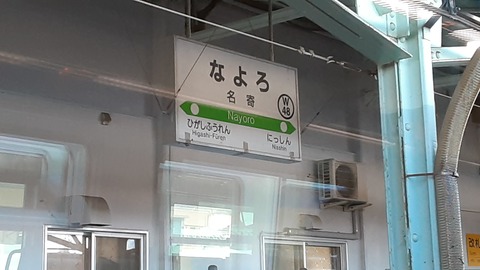 なよろ
名寄
W
48
Nayoro
ひがしふうれん
Higashi-Fūren
にっしん
Nisshin